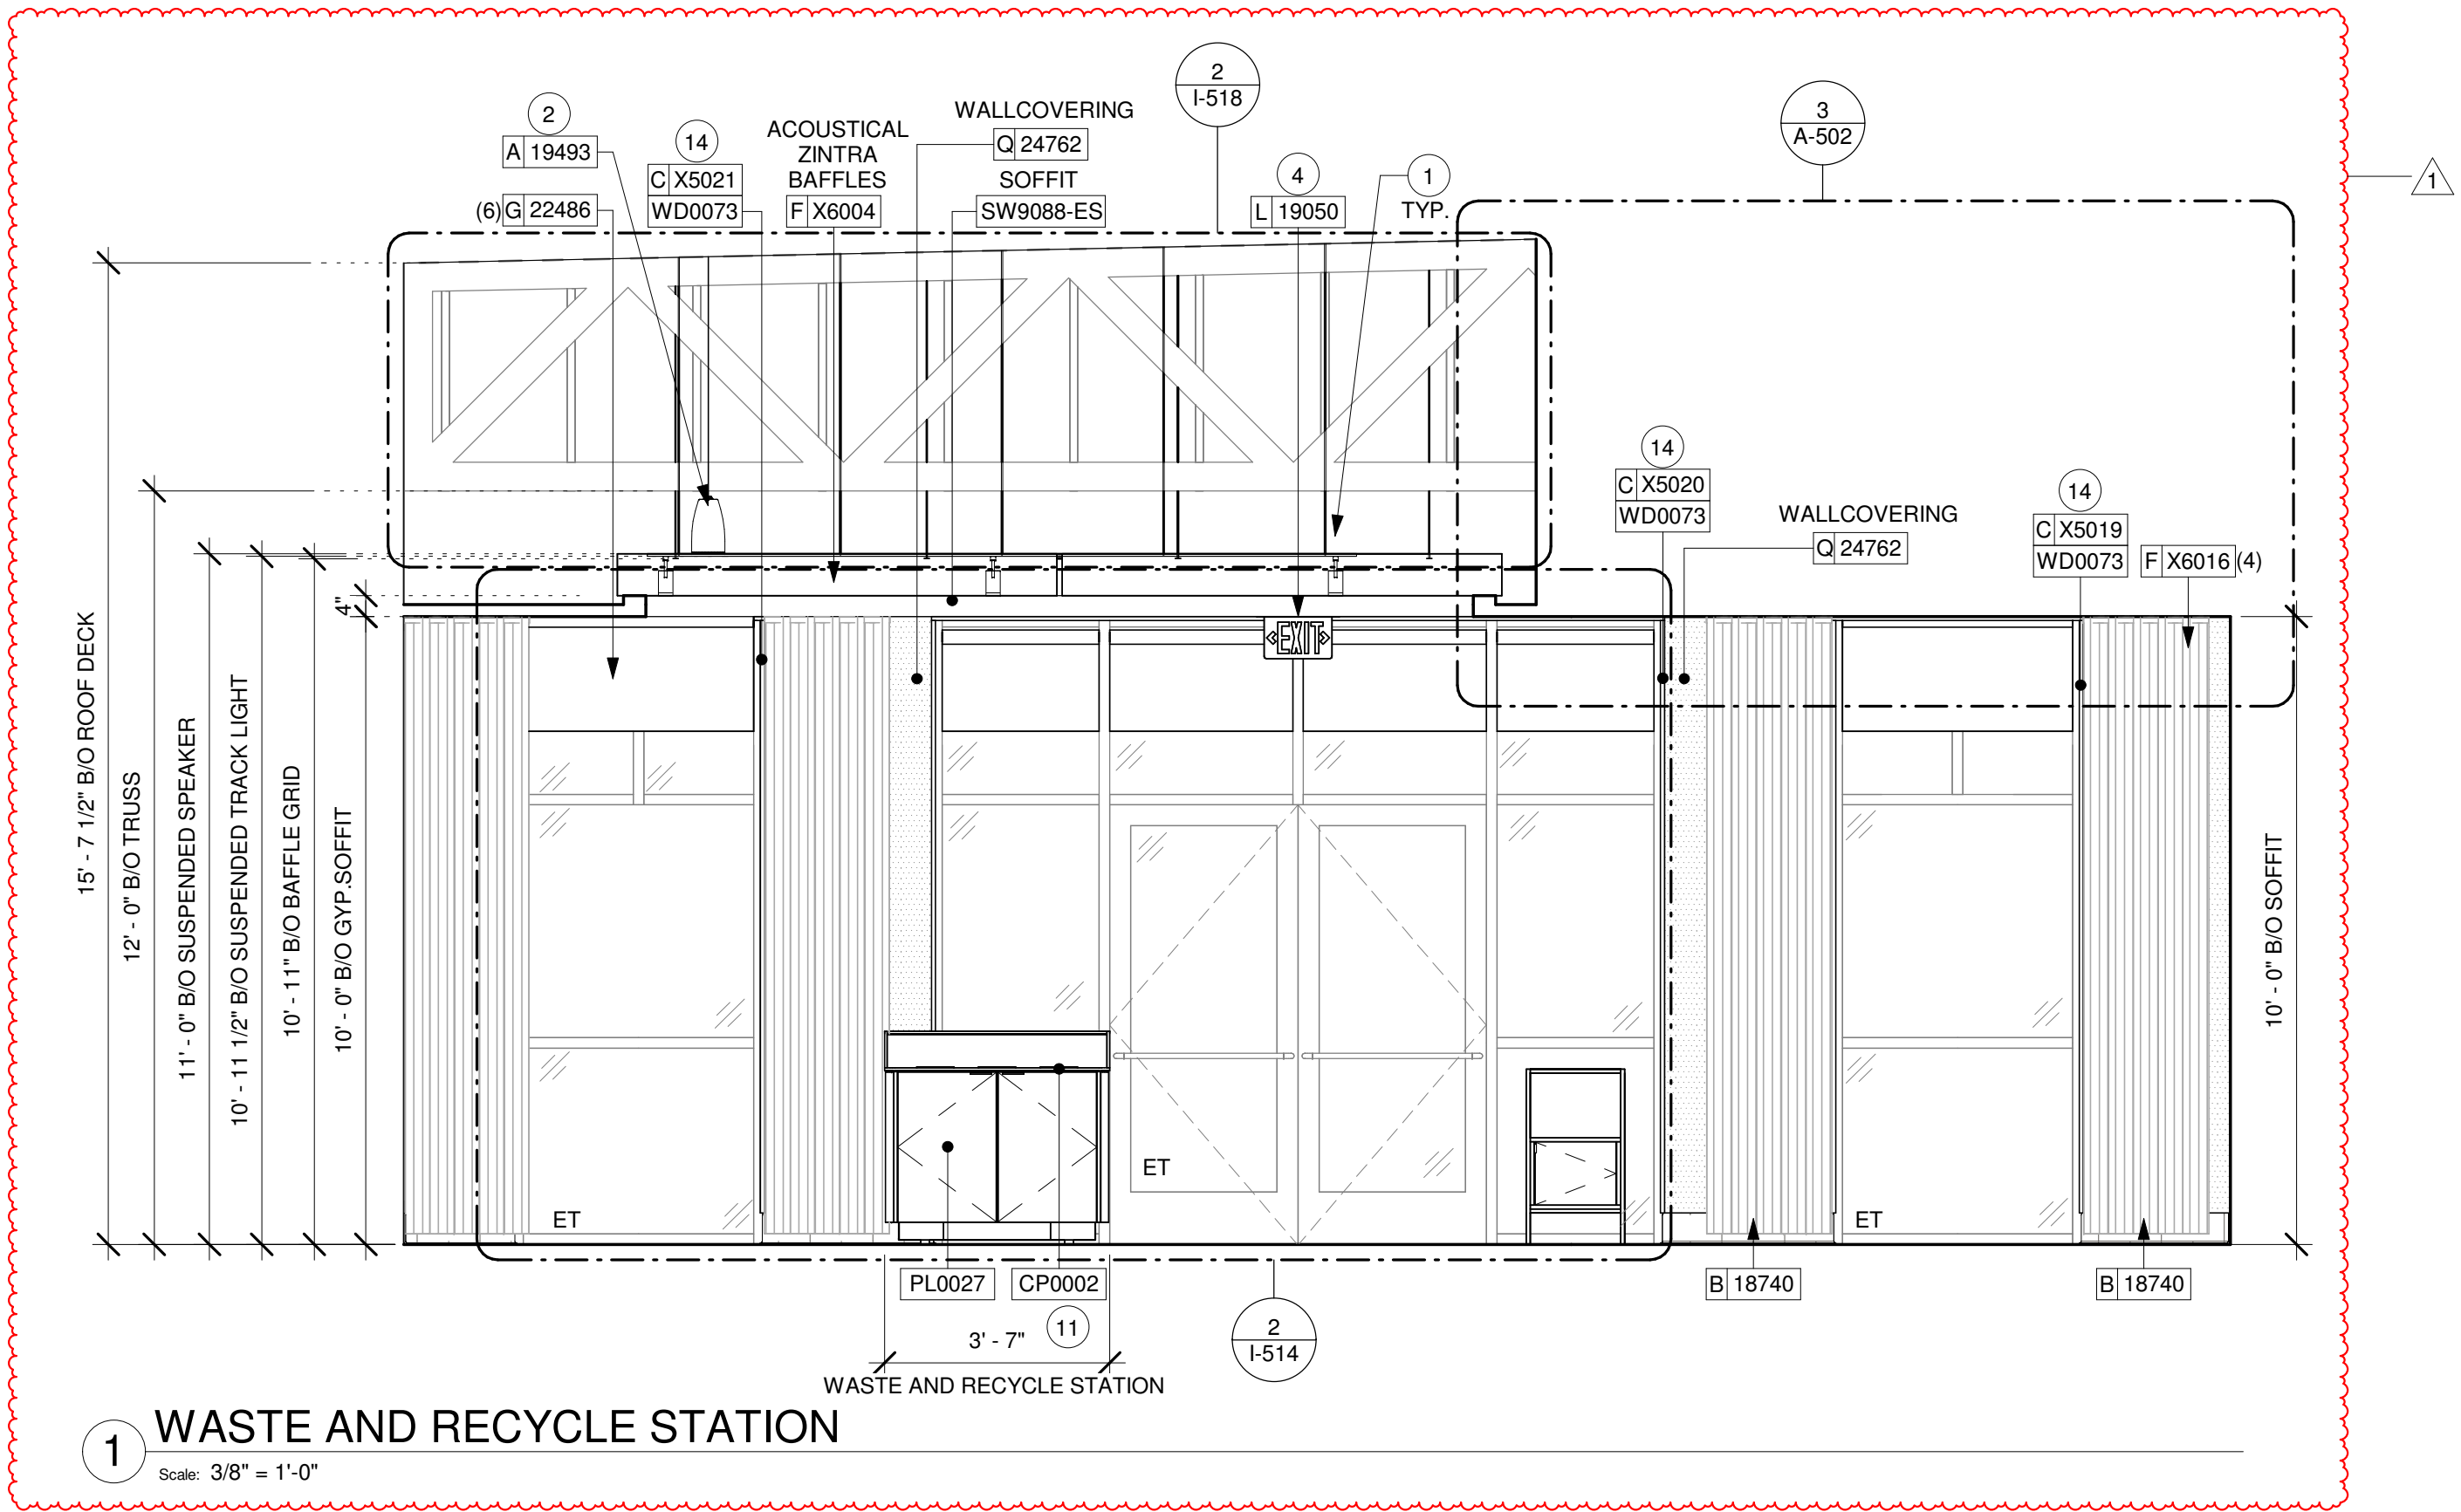 2
I-518
3
A-502
1
2
A 19493
(6) G 22486
14
C X5021
WD0073
ACOUSTICAL
ZINTRA
BAFFLES
F X6004
WALLCOVERING
Q 24762
SOFFIT
SW9088-ES
4
L 19050
1
TYP.
14
C X5020
WD0073
WALLCOVERING
Q 24762
14
C X5019
WD0073
F X6016 (4)
15' - 7 1/2" B/O ROOF DECK
12' - 0" B/O TRUSS
11' - 0" B/O SUSPENDED SPEAKER
10' - 11 1/2" B/O SUSPENDED TRACK LIGHT
10' - 11" B/O BAFFLE GRID
10' - 0" B/O GYP.SOFFIT
4"
EXIT
10' - 0" B/O SOFFIT
ET
ET
ET
PL0027
CP0002
11
3' - 7"
WASTE AND RECYCLE STATION
2
I-514
B 18740
B 18740
1
WASTE AND RECYCLE STATION
Scale: 3/8" = 1'-0"